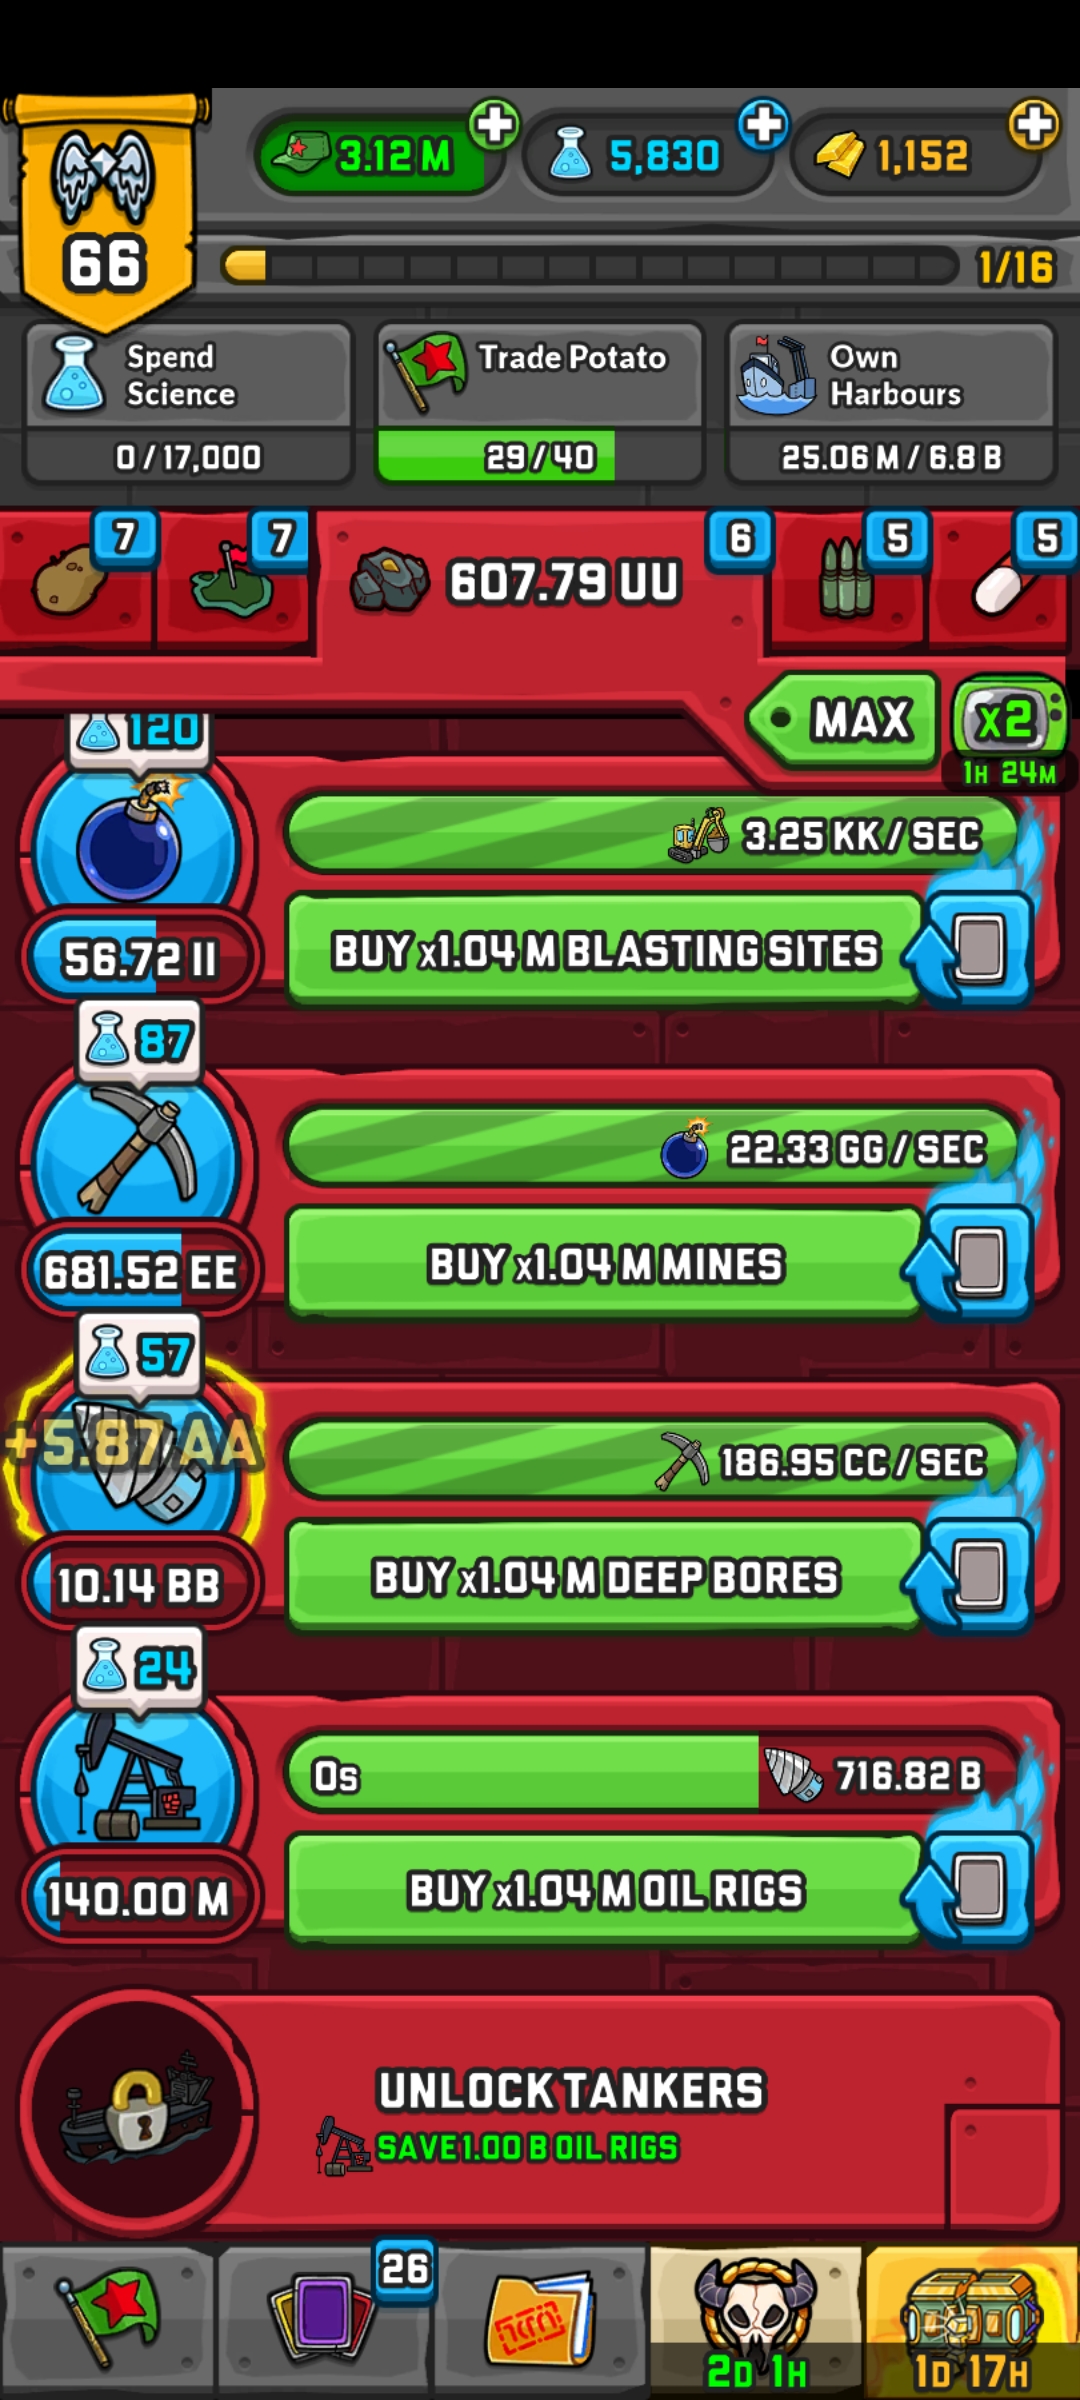 3.12 M
5,830
1,152
66
1/16
Spend
Science
0 / 17,000
Trade Potato
29 / 40
Own
Harbours
25.06 M / 6.8 B
7
7
607.79 UU
6
5
5
MAX
x2
1H 24M
120
3.25 KK / SEC
BUY x1.04 M BLASTING SITES
56.72 II
87
22.33 GG / SEC
BUY x1.04 M MINES
681.52 EE
57
+5.87 AA
186.95 CC / SEC
BUY x1.04 M DEEP BORES
10.14 BB
24
0s
716.82 B
BUY x1.04 M OIL RIGS
140.00 M
UNLOCK TANKERS
SAVE 1.00 B OIL RIGS
26
2D 1H
1D 17H